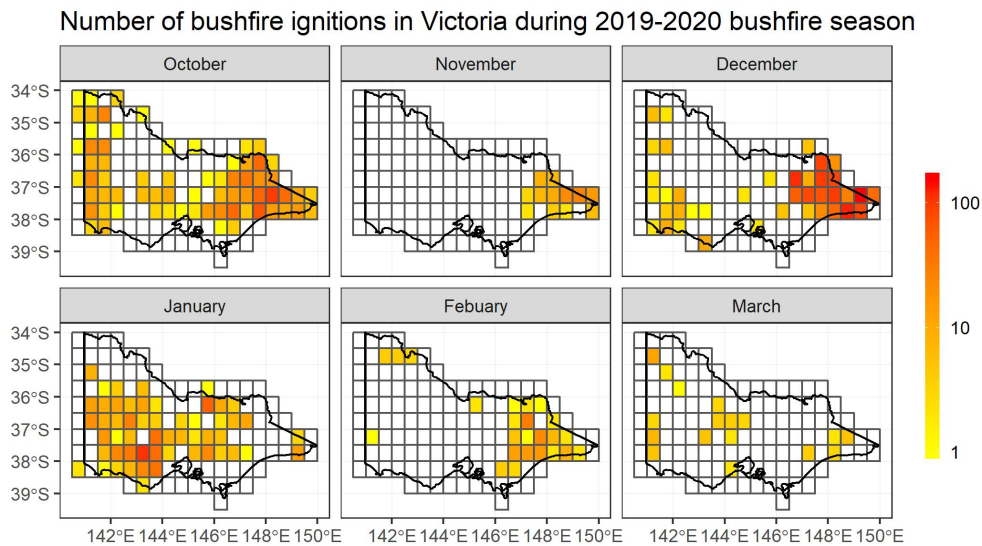 Number of bushfire ignitions in Victoria during 2019-2020 bushfire season
October
November
December
34°S
35°S
36°S
37°S
38°S
39°S
January
Febuary
March
34°S
35°S
36°S
37°S
38°S
39°S
142°E 144°E 146°E 148°E 150°E
142°E 144°E 146°E 148°E 150°E
142°E 144°E 146°E 148°E 150°E
100
10
1